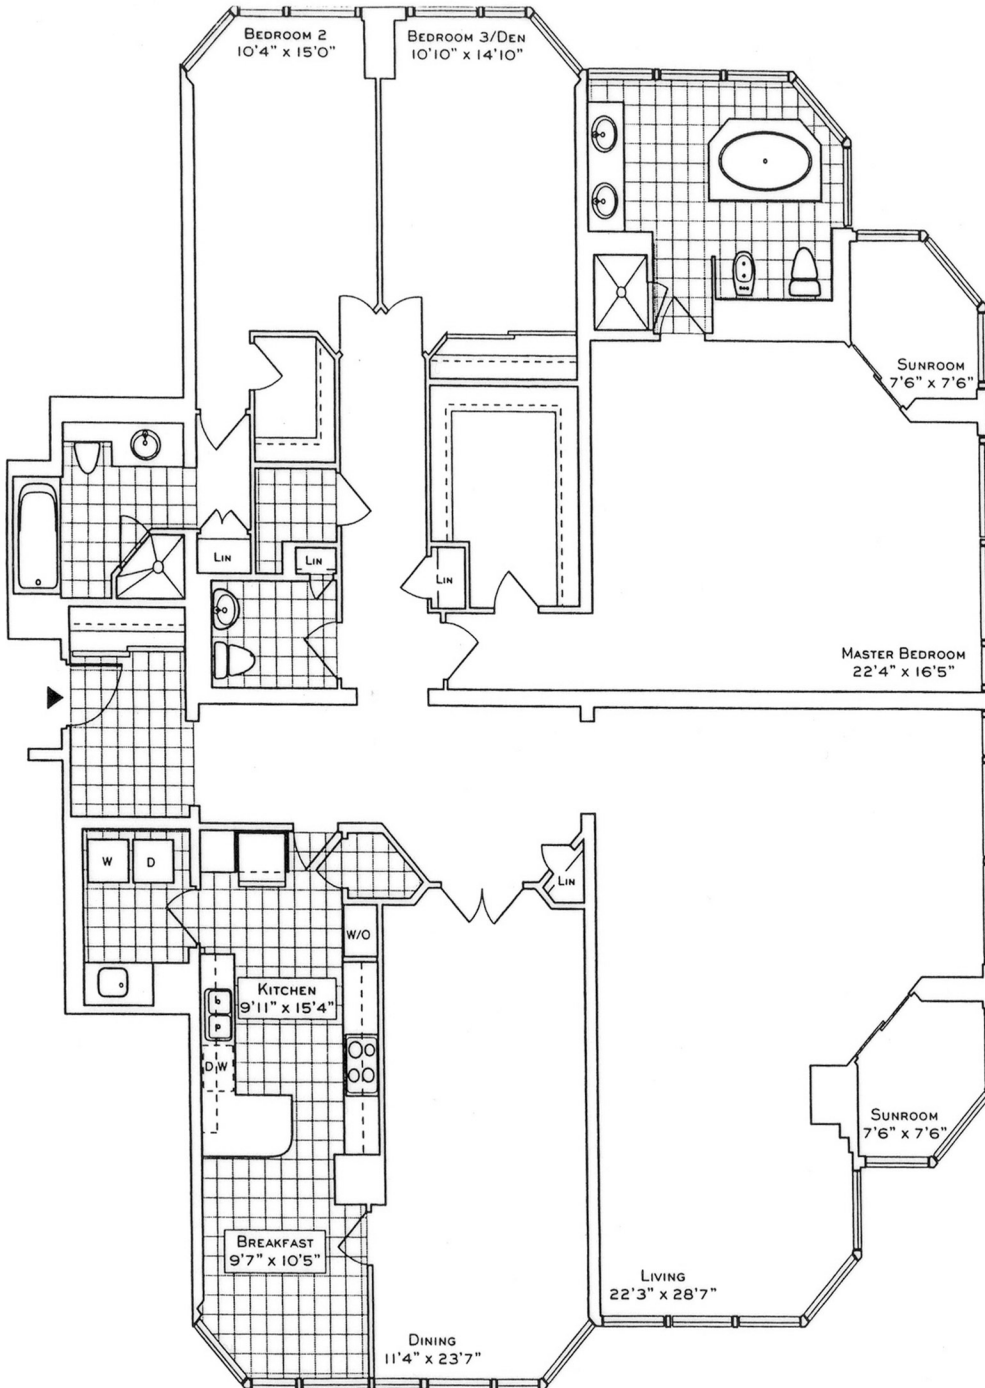 BEDROOM 2
10'4" x 15'0"
BEDROOM 3/DEN
10'10" x 14'10"
SUNROOM
7'6" x 7'6"
LIN
LIN
LIN
MASTER BEDROOM
22'4" x 16'5"
W
D
LIN
W/O
KITCHEN
9'11" x 15'4"
D W
SUNROOM
7'6" x 7'6"
BREAKFAST
9'7" x 10'5"
LIVING
22'3" x 28'7"
DINING
11'4" x 23'7"